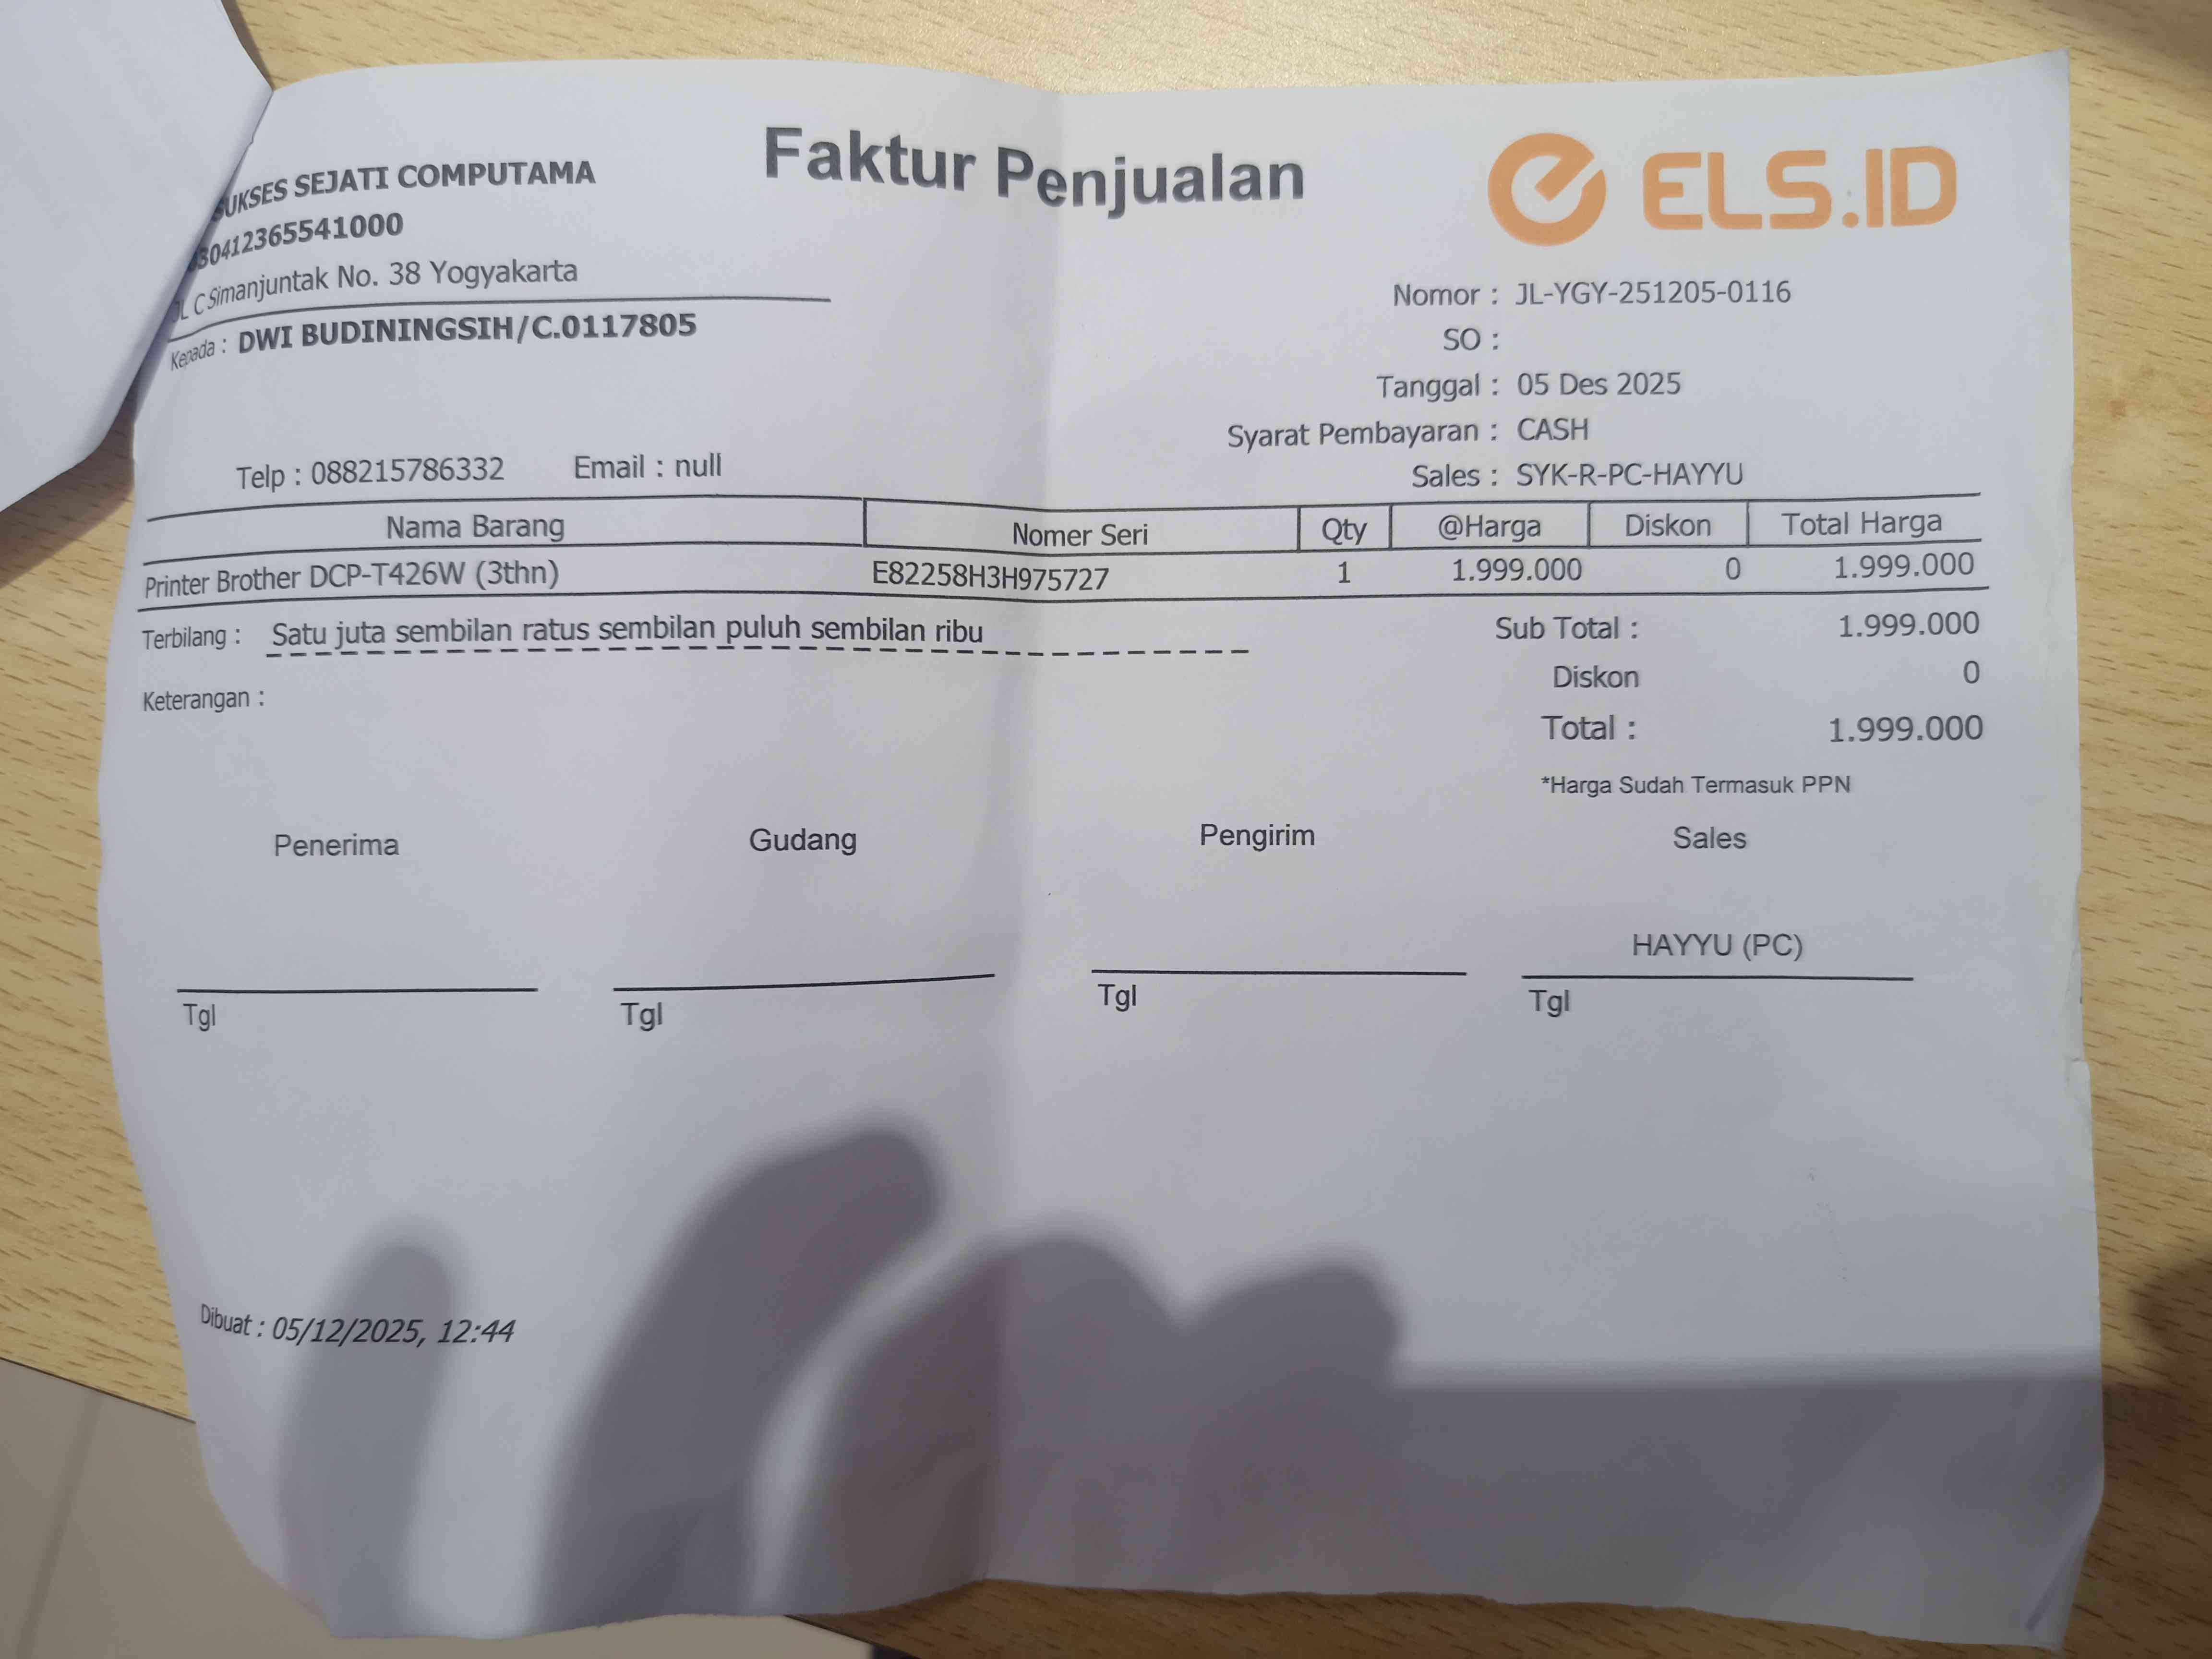 Faktur Penjualan
ELS.ID
SUKSES SEJATI COMPUTAMA
30412365541000
JL C Simanjuntak No. 38 Yogyakarta
Kepada : DWI BUDININGSIH/C.0117805
Telp : 088215786332 Email : null
Nomor : JL-YGY-251205-0116
SO :
Tanggal : 05 Des 2025
Syarat Pembayaran : CASH
Sales : SYK-R-PC-HAYYU
Nama Barang Nomer Seri Qty @Harga Diskon Total Harga
Printer Brother DCP-T426W (3thn) E82258H3H975727 1 1.999.000 0 1.999.000
Terbilang : Satu juta sembilan ratus sembilan puluh sembilan ribu
Keterangan :
Sub Total : 1.999.000
Diskon 0
Total : 1.999.000
*Harga Sudah Termasuk PPN
Penerima Gudang Pengirim Sales
HAYYU (PC)
Tgl Tgl Tgl Tgl
Dibuat : 05/12/2025, 12:44